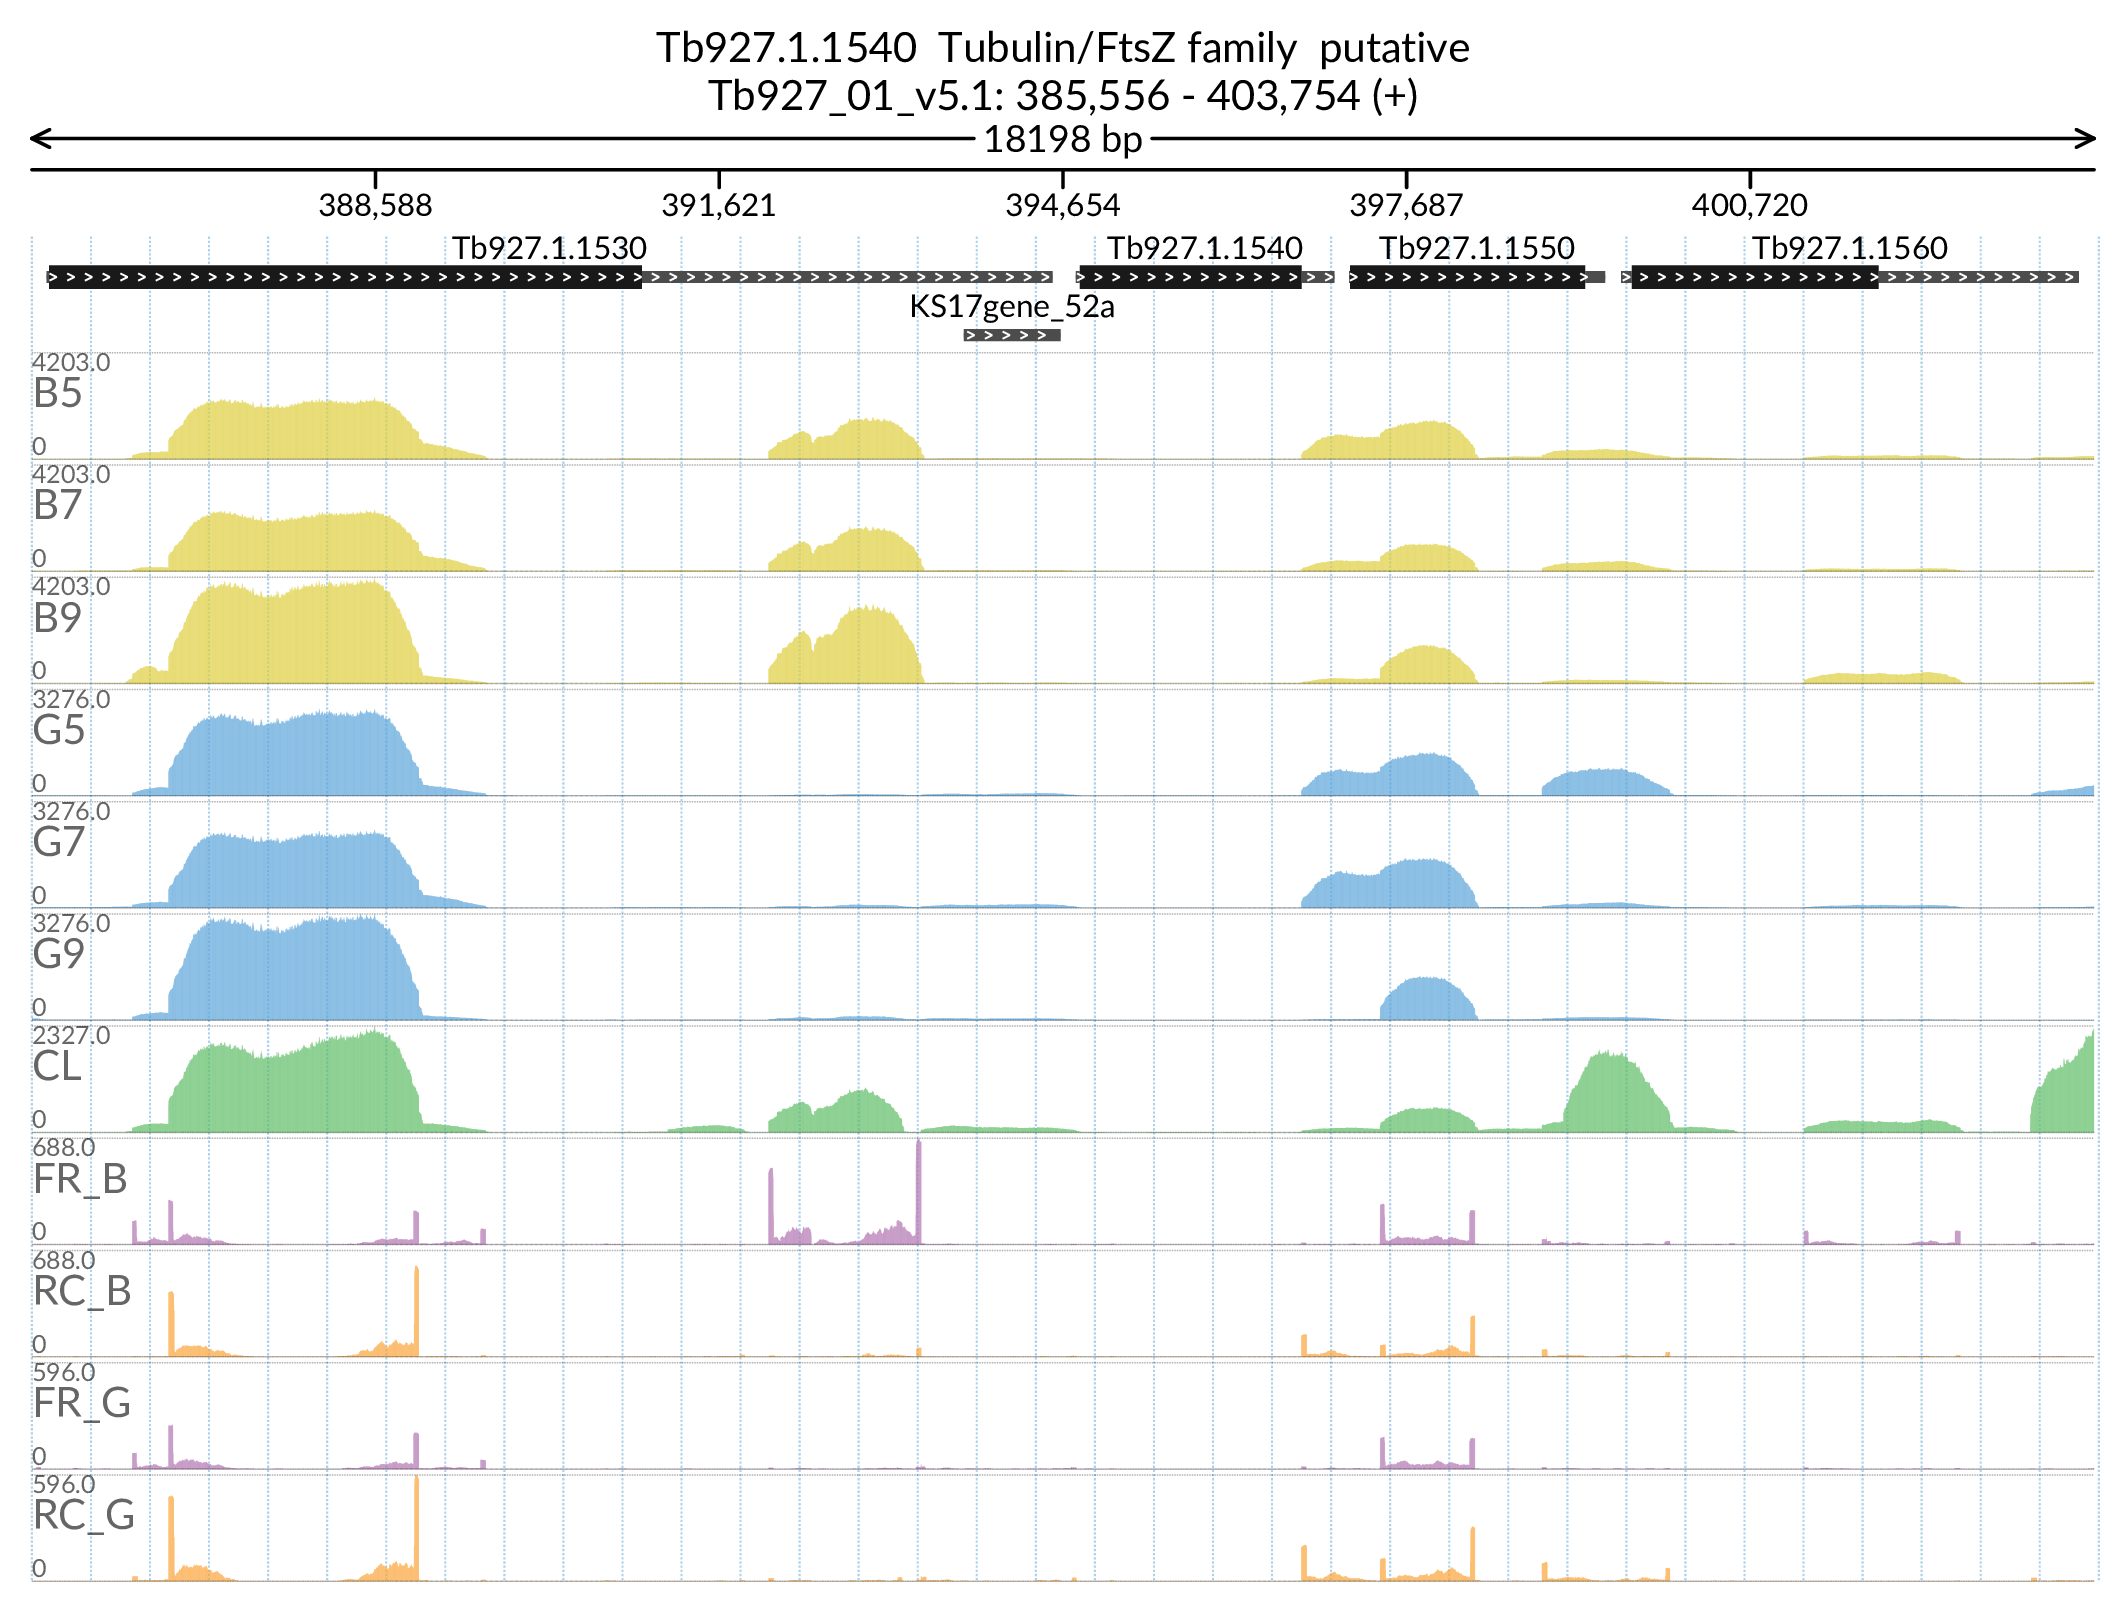 Tb927.1.1540  Tubulin/FtsZ family  putative
Tb927_01_v5.1: 385,556 - 403,754 (+)
18198 bp
388,588 391,621 394,654 397,687 400,720
Tb927.1.1530 Tb927.1.1540 Tb927.1.1550 Tb927.1.1560
KS17gene_52a
4203.0
B5
0
4203.0
B7
0
4203.0
B9
0
3276.0
G5
0
3276.0
G7
0
3276.0
G9
0
2327.0
CL
0
688.0
FR_B
0
688.0
RC_B
0
596.0
FR_G
0
596.0
RC_G
0